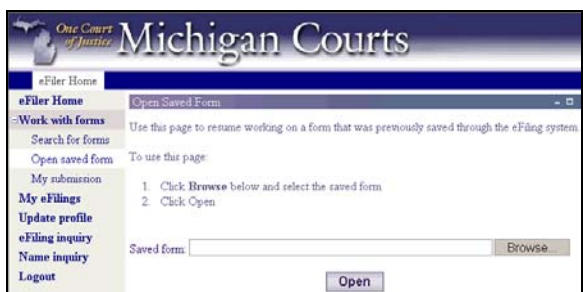 One Court
of Justice
Michigan Courts
eFiler Home
eFiler Home
Work with forms
Search for forms
Open saved form
My submission
My eFilings
Update profile
eFiling inquiry
Name inquiry
Logout
Open Saved Form
Use this page to resume working on a form that was previously saved through the eFiling system
To use this page:
1. Click Browse below and select the saved form
2. Click Open
Saved form: Browse...
Open